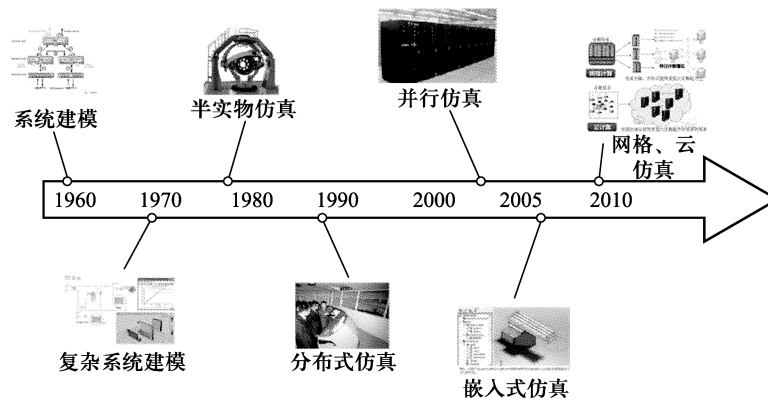 系统建模
半实物仿真
并行仿真
网格、云
仿真
1960
1970
1980
1990
2000
2005
2010
复杂系统建模
分布式仿真
嵌入式仿真